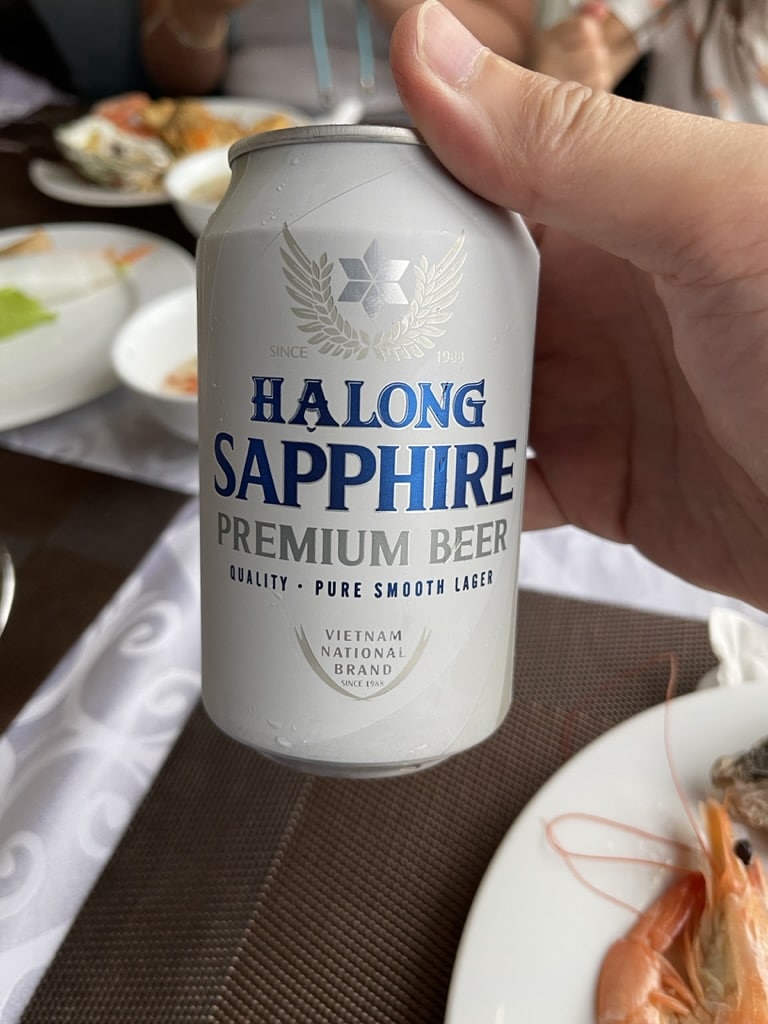 SINCE 1988
HẠLONG
SAPPHIRE
PREMIUM BEER
QUALITY · PURE SMOOTH LAGER
VIETNAM
NATIONAL
BRAND
SINCE 1988